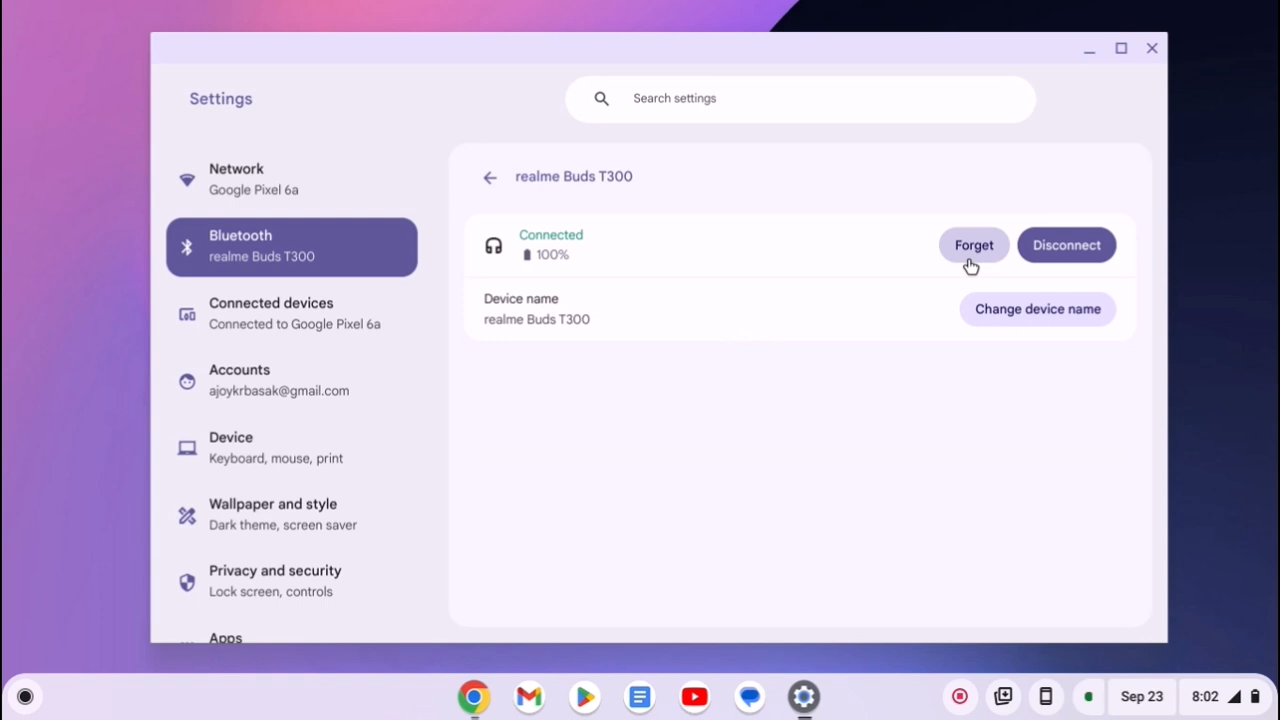 Settings
Search settings
Network
Google Pixel 6a
Bluetooth
realme Buds T300
Connected devices
Connected to Google Pixel 6a
Accounts
ajoykrbasak@gmail.com
Device
Keyboard, mouse, print
Wallpaper and style
Dark theme, screen saver
Privacy and security
Lock screen, controls
Apps
realme Buds T300
Connected
100%
Forget
Disconnect
Device name
realme Buds T300
Change device name
Sep 23
8:02